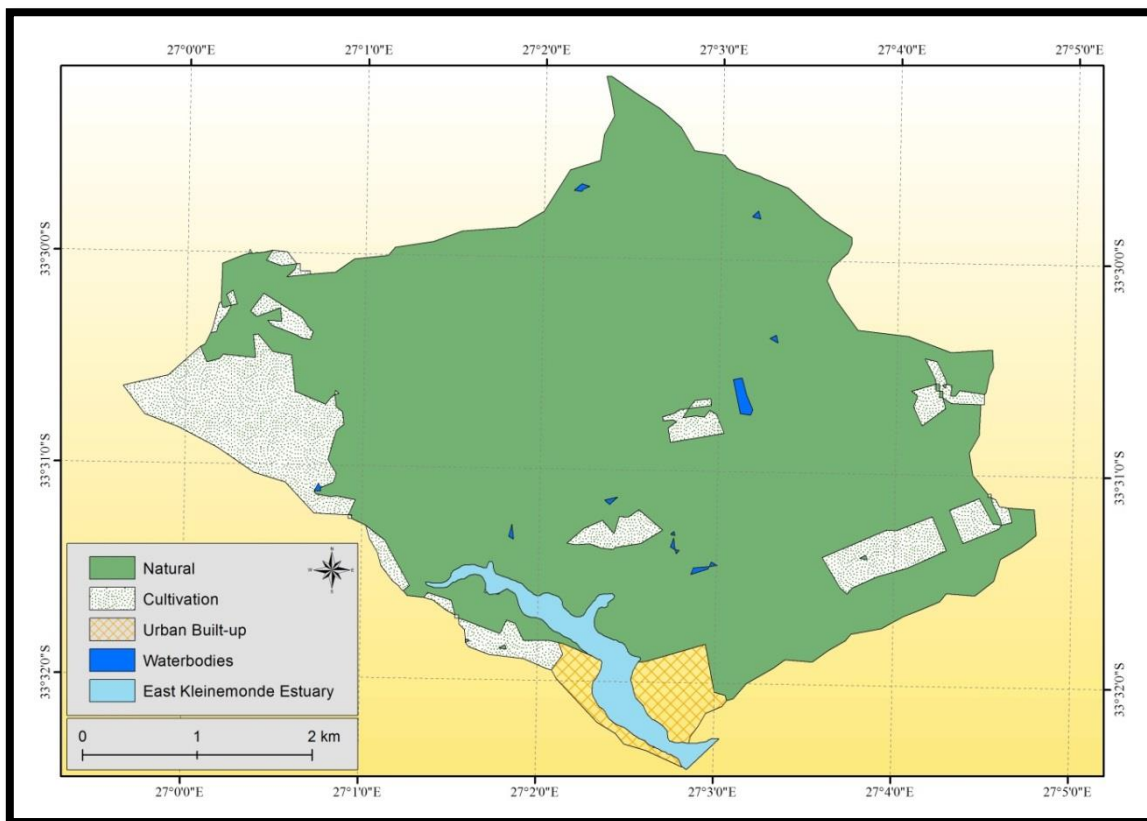 27°0'0"E 27°1'0"E 27°2'0"E 27°3'0"E 27°4'0"E 27°5'0"E
33°30'0"S 33°30'0"S
33°31'0"S 33°31'0"S
33°32'0"S 33°32'0"S
N
W E
S
Natural
Cultivation
Urban Built-up
Waterbodies
East Kleinemonde Estuary
0 1 2 km
27°0'0"E 27°1'0"E 27°2'0"E 27°3'0"E 27°4'0"E 27°5'0"E